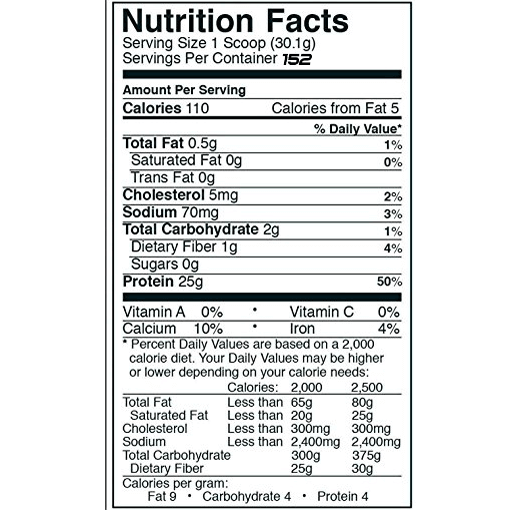 Nutrition Facts
Serving Size 1 Scoop (30.1g)
Servings Per Container 152
Amount Per Serving
Calories 110 Calories from Fat 5
% Daily Value*
Total Fat 0.5g 1%
Saturated Fat 0g 0%
Trans Fat 0g
Cholesterol 5mg 2%
Sodium 70mg 3%
Total Carbohydrate 2g 1%
Dietary Fiber 1g 4%
Sugars 0g
Protein 25g 50%
Vitamin A 0% • Vitamin C 0%
Calcium 10% • Iron 4%
* Percent Daily Values are based on a 2,000
calorie diet. Your Daily Values may be higher
or lower depending on your calorie needs:
Calories: 2,000 2,500
Total Fat Less than 65g 80g
Saturated Fat Less than 20g 25g
Cholesterol Less than 300mg 300mg
Sodium Less than 2,400mg 2,400mg
Total Carbohydrate 300g 375g
Dietary Fiber 25g 30g
Calories per gram:
Fat 9 • Carbohydrate 4 • Protein 4